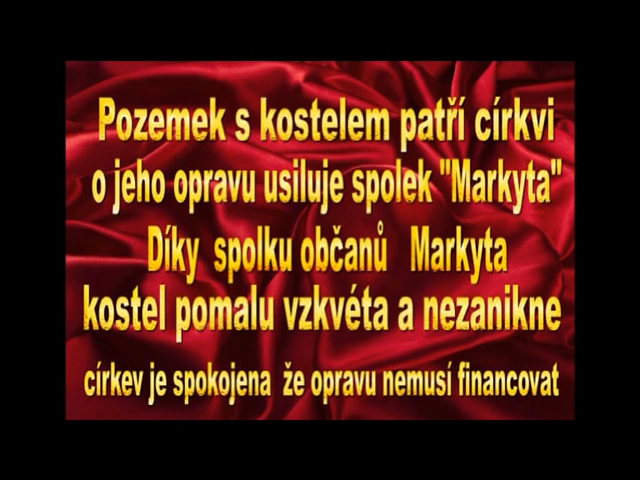 Pozemek s kostelem patří církvi
o jeho opravu usiluje spolek "Markyta"
Díky spolku občanů Markyta
kostel pomalu vzkvéta a nezanikne
církev je spokojena že opravu nemusí financovat